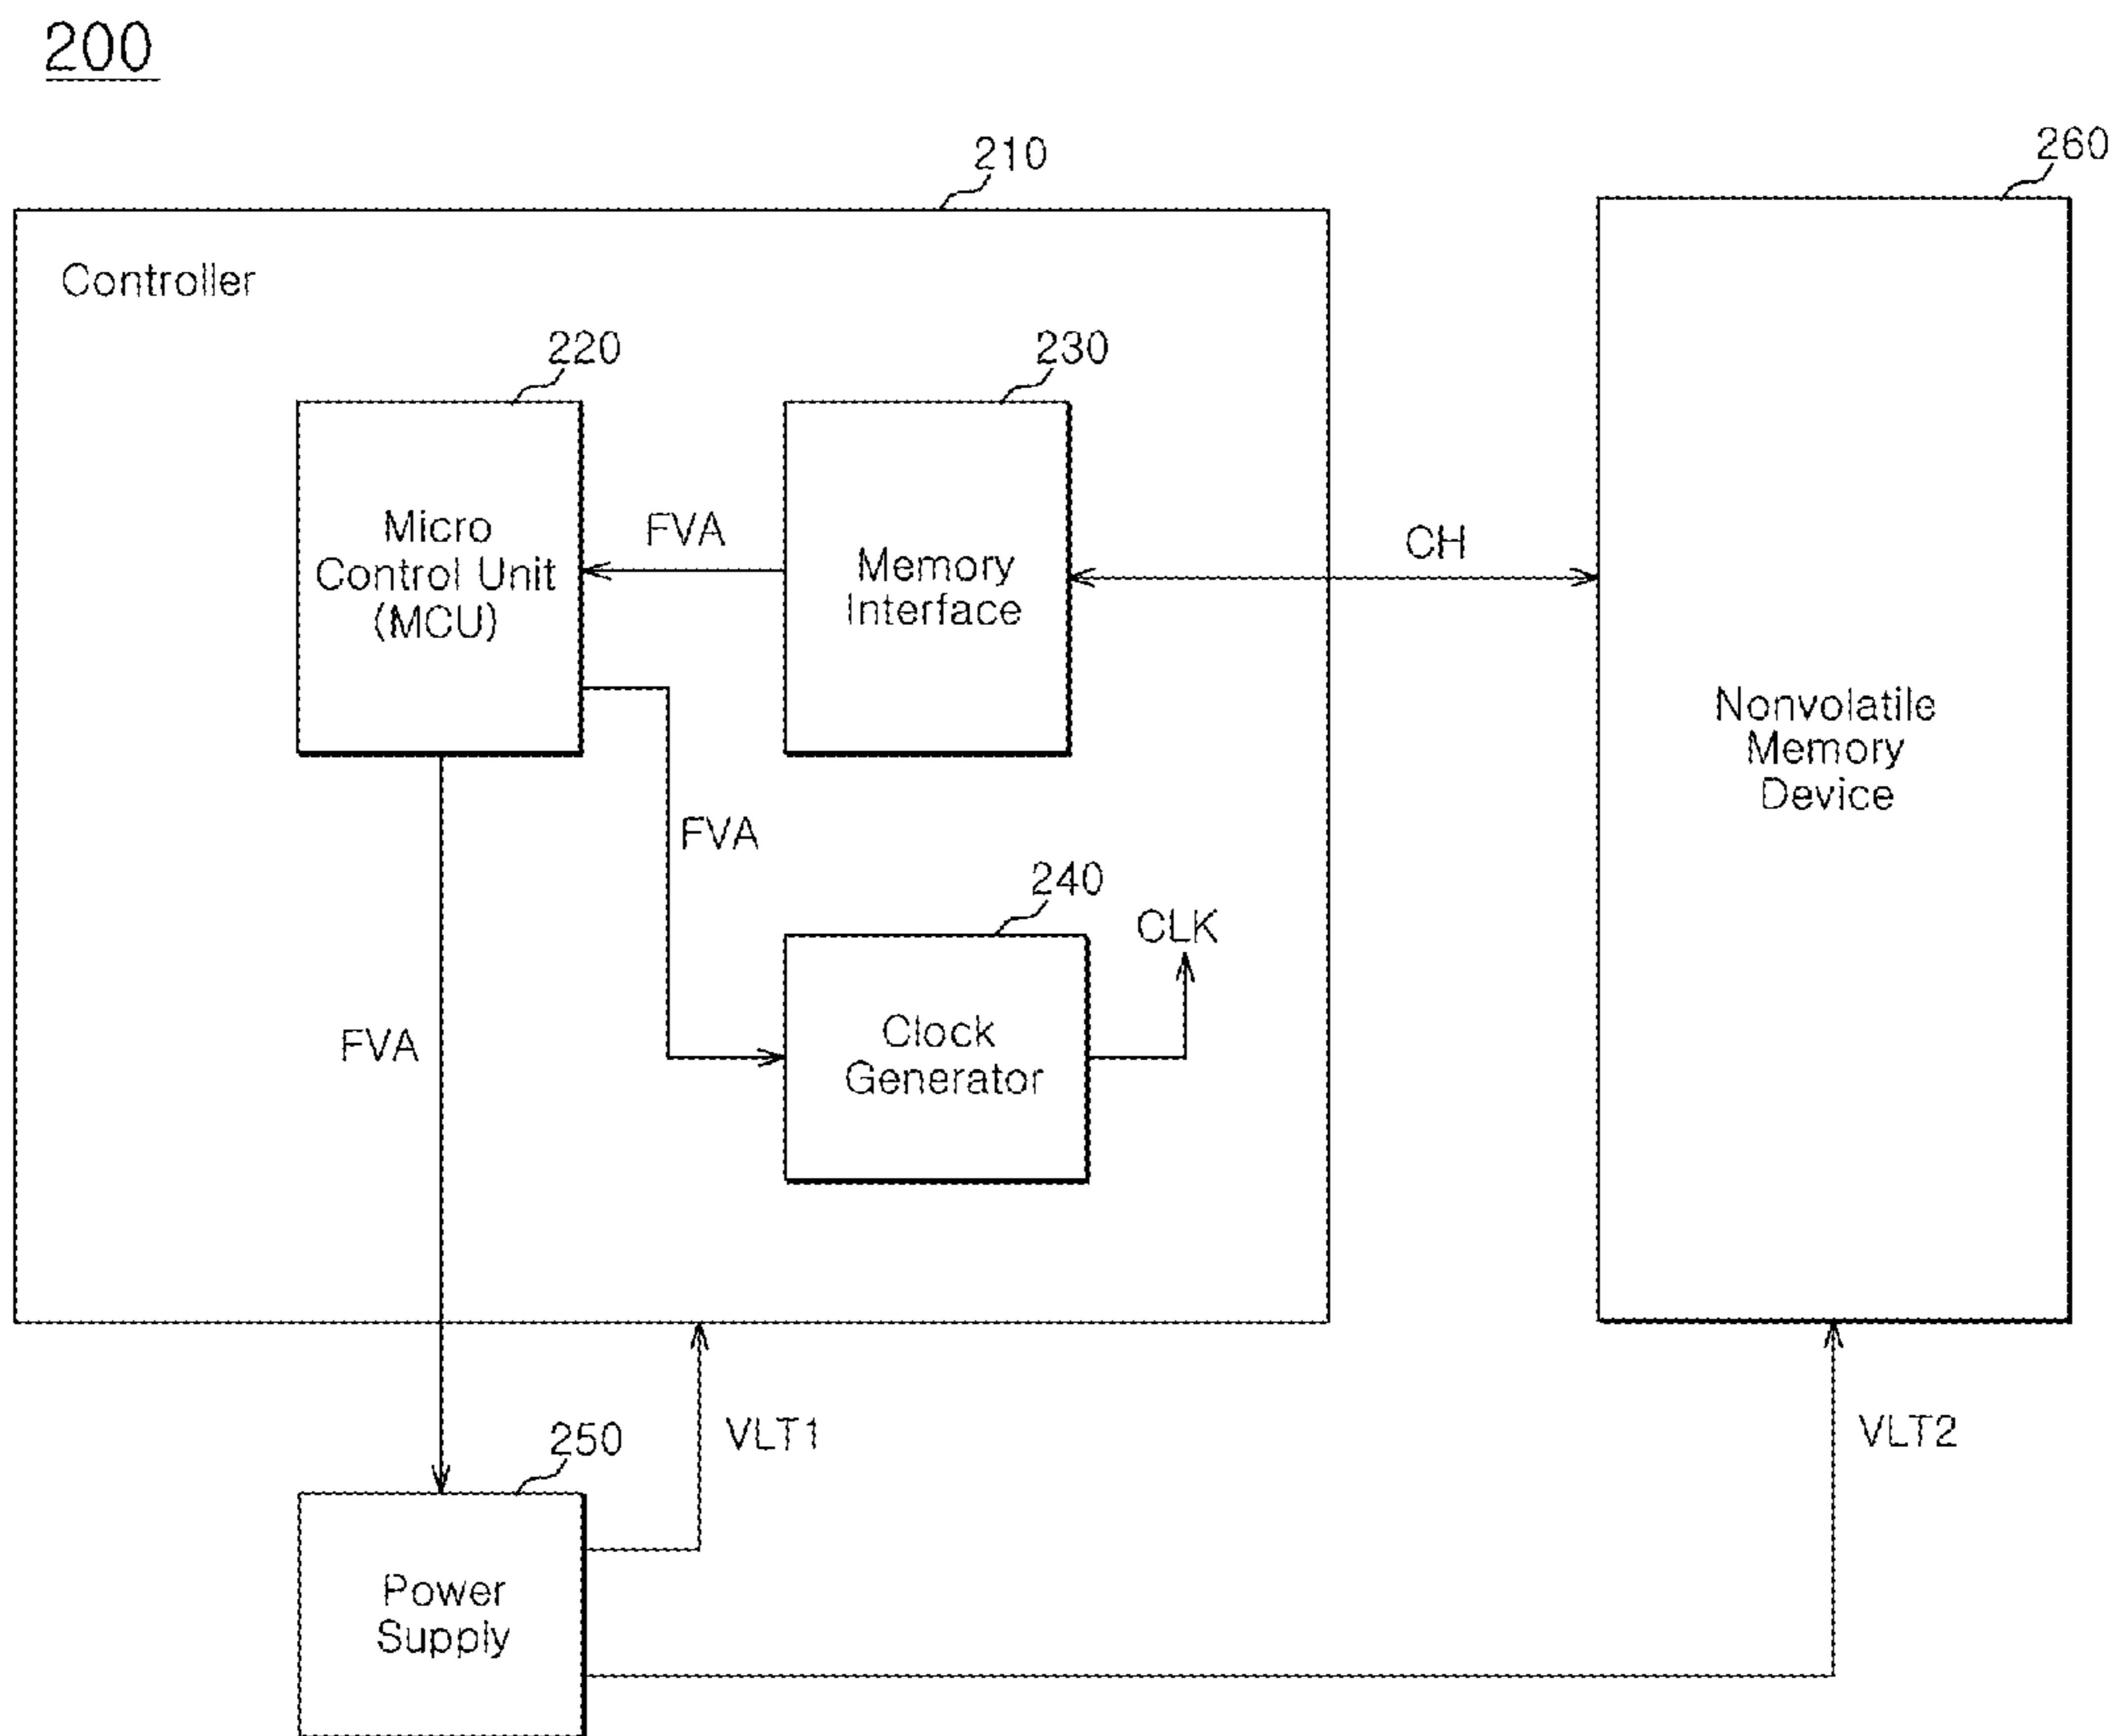 200
210
260
Controller
220
230
Micro
Control Unit
(MCU)
FVA
Memory
Interface
CH
Nonvolatile
Memory
Device
FVA
240
CLK
Clock
Generator
FVA
VLT1
VLT2
250
Power
Supply